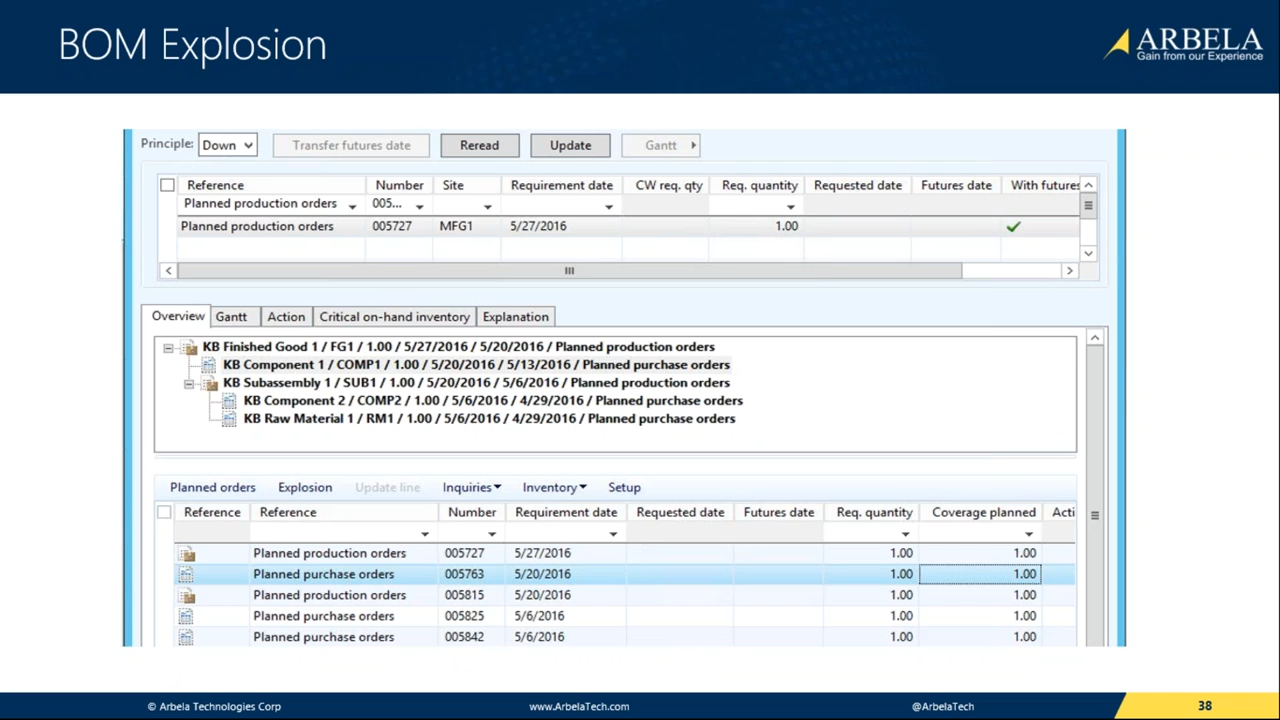 BOM Explosion
ARBELA
Gain from our Experience
Principle: Down Transfer futures date Reread Update Gantt
Reference Number Site Requirement date CW req. qty Req. quantity Requested date Futures date With futures
Planned production orders 005...
Planned production orders 005727 MFG1 5/27/2016 1.00
Overview Gantt Action Critical on-hand inventory Explanation
KB Finished Good 1 / FG1 / 1.00 / 5/27/2016 / 5/20/2016 / Planned production orders
KB Component 1 / COMP1 / 1.00 / 5/20/2016 / 5/13/2016 / Planned purchase orders
KB Subassembly 1 / SUB1 / 1.00 / 5/20/2016 / 5/6/2016 / Planned production orders
KB Component 2 / COMP2 / 1.00 / 5/6/2016 / 4/29/2016 / Planned purchase orders
KB Raw Material 1 / RM1 / 1.00 / 5/6/2016 / 4/29/2016 / Planned purchase orders
Planned orders Explosion Update line Inquiries Inventory Setup
Reference Reference Number Requirement date Requested date Futures date Req. quantity Coverage planned Acti
Planned production orders 005727 5/27/2016 1.00 1.00
Planned purchase orders 005763 5/20/2016 1.00 1.00
Planned production orders 005815 5/20/2016 1.00 1.00
Planned purchase orders 005825 5/6/2016 1.00 1.00
Planned purchase orders 005842 5/6/2016 1.00 1.00
© Arbela Technologies Corp www.ArbelaTech.com @ArbelaTech 38